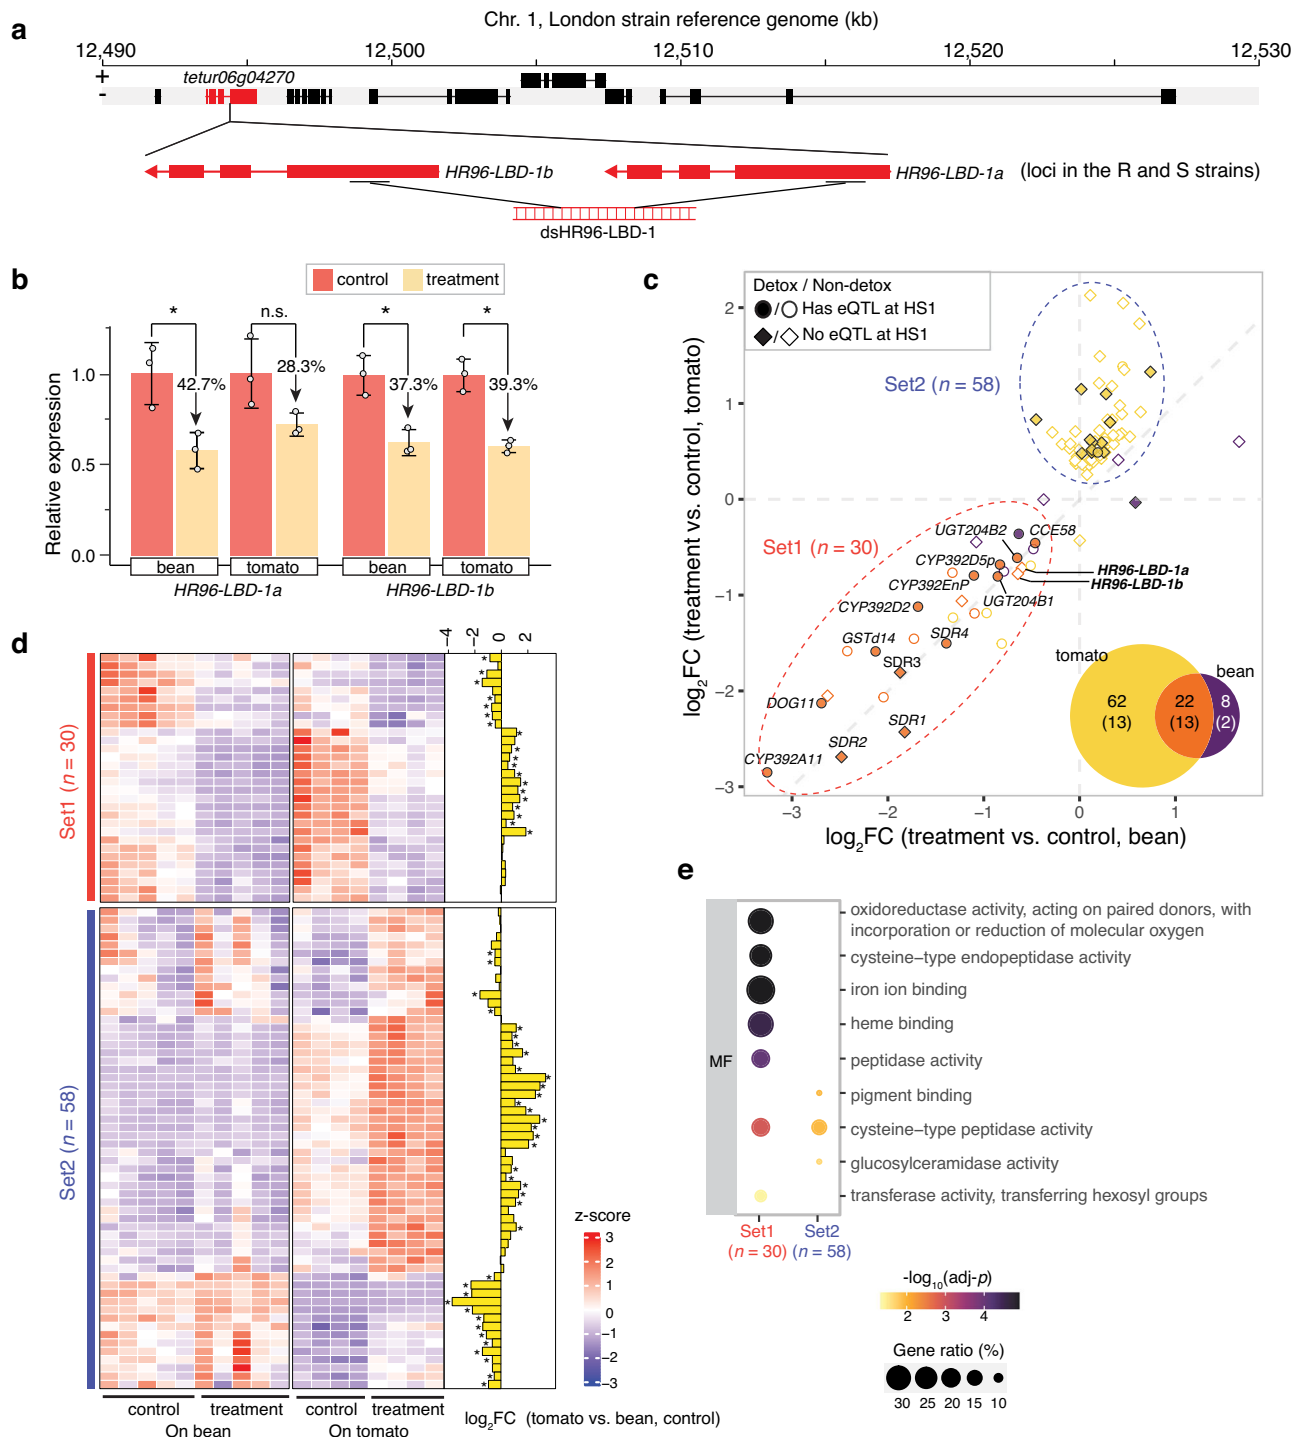 a
Chr. 1, London strain reference genome (kb)
12,490 12,500 12,510 12,520 12,530
+
tetur06g04270
-
HR96-LBD-1b
HR96-LBD-1a
(loci in the R and S strains)
dsHR96-LBD-1
b
control treatment
* n.s. * *
42.7% 28.3% 37.3% 39.3%
Relative expression
1.0
0.5
0.0
bean tomato bean tomato
HR96-LBD-1a HR96-LBD-1b
c
Detox / Non-detox
/ Has eQTL at HS1
/ No eQTL at HS1
log2FC (treatment vs. control, tomato)
2
1
0
−1
−2
−3
Set2 (n = 58)
Set1 (n = 30)
UGT204B2
CCE58
CYP392D5p
HR96-LBD-1a
HR96-LBD-1b
CYP392EnP
UGT204B1
CYP392D2
GSTd14
SDR4
SDR3
DOG11
SDR1
SDR2
CYP392A11
tomato
bean
62 (13)
22 (13)
8 (2)
−3 −2 −1 0 1
log2FC (treatment vs. control, bean)
d
−4 −2 0 2
Set1 (n = 30)
Set2 (n = 58)
z-score
3
2
1
0
−1
−2
−3
control treatment control treatment
On bean On tomato
log2FC (tomato vs. bean, control)
e
MF
oxidoreductase activity, acting on paired donors, with
incorporation or reduction of molecular oxygen
cysteine−type endopeptidase activity
iron ion binding
heme binding
peptidase activity
pigment binding
cysteine−type peptidase activity
glucosylceramidase activity
transferase activity, transferring hexosyl groups
Set1 Set2
(n = 30) (n = 58)
-log10(adj-p)
2 3 4
Gene ratio (%)
30 25 20 15 10